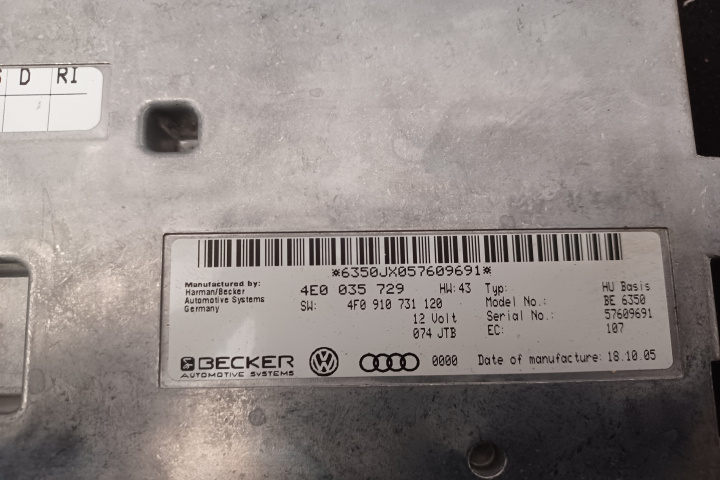 D RI
*6350JX057609691*
Manufactured by:
Harman/Becker
Automotive Systems
Germany
4E0 035 729 HW: 43
SW: 4F0 910 731 120
12 Volt
074 JTB
Typ: HU Basis
Model No.: BE 6350
Serial No.: 57609691
EC: 107
BECKER
AUTOMOTIVE SYSTEMS
0000 Date of manufacture: 18.10.05